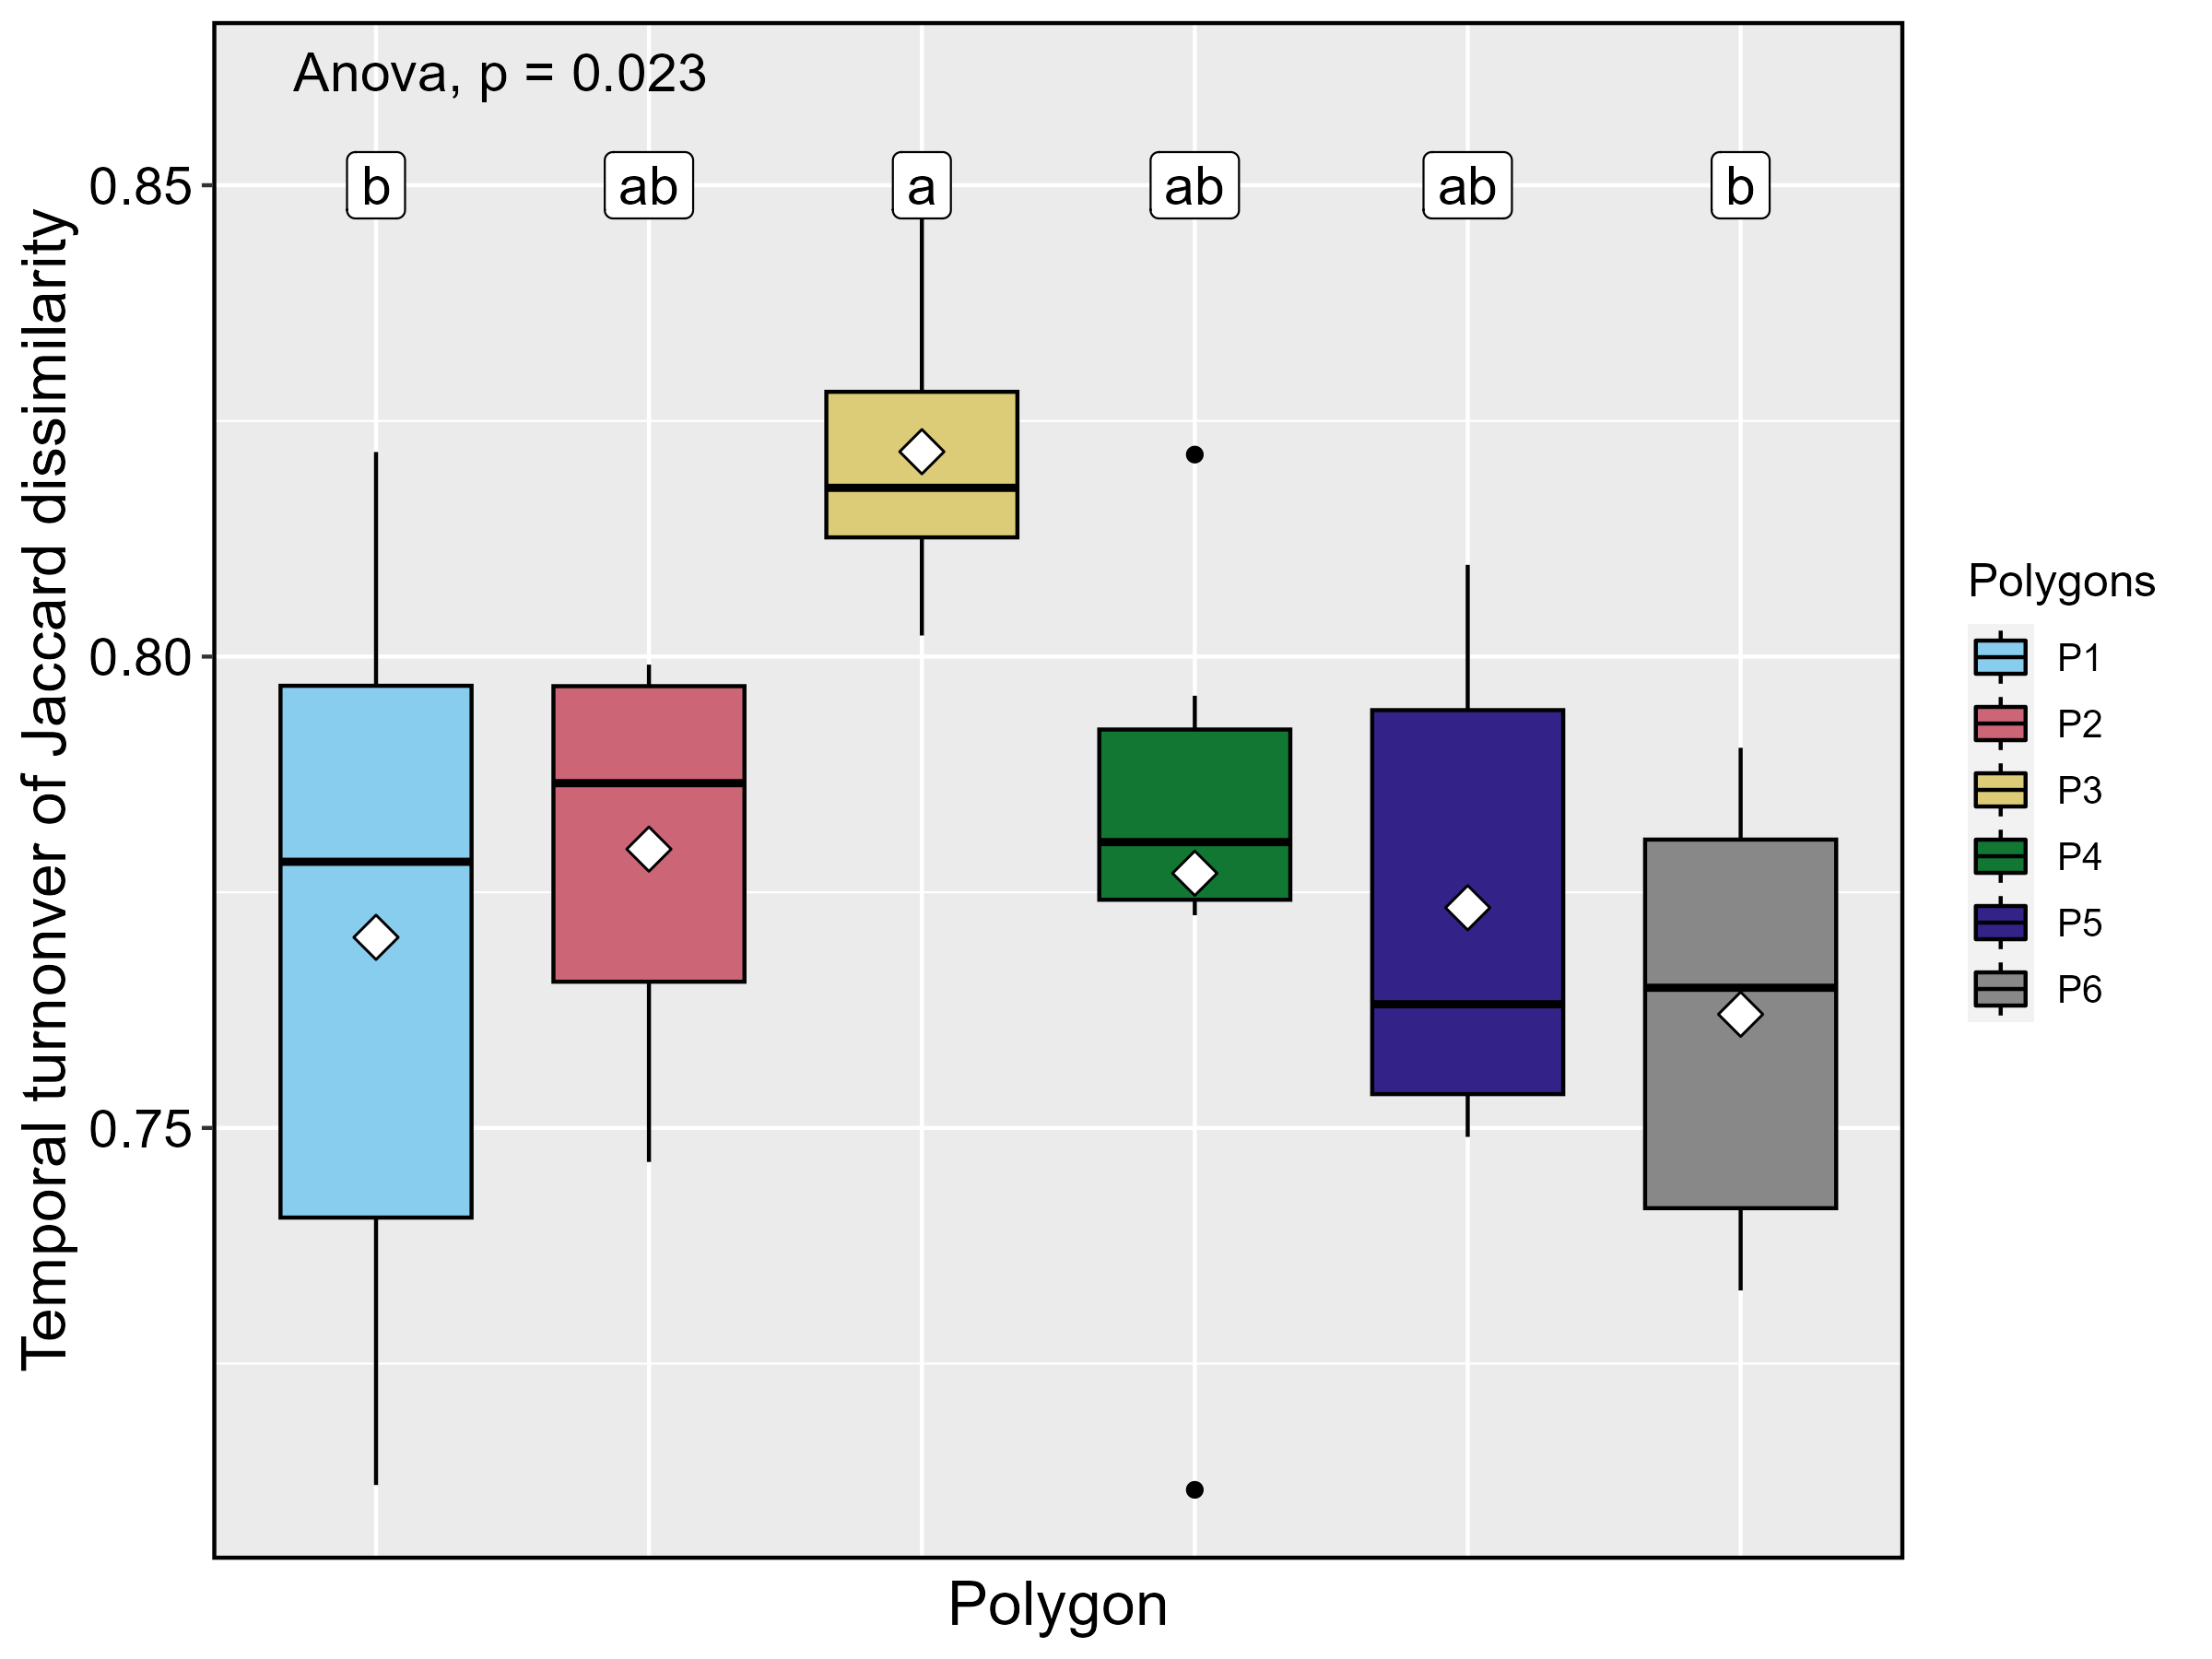 Anova, p = 0.023
b ab a ab ab b
0.85
0.80
0.75
Temporal turnonver of Jaccard dissimilarity
Polygon
Polygons
P1
P2
P3
P4
P5
P6